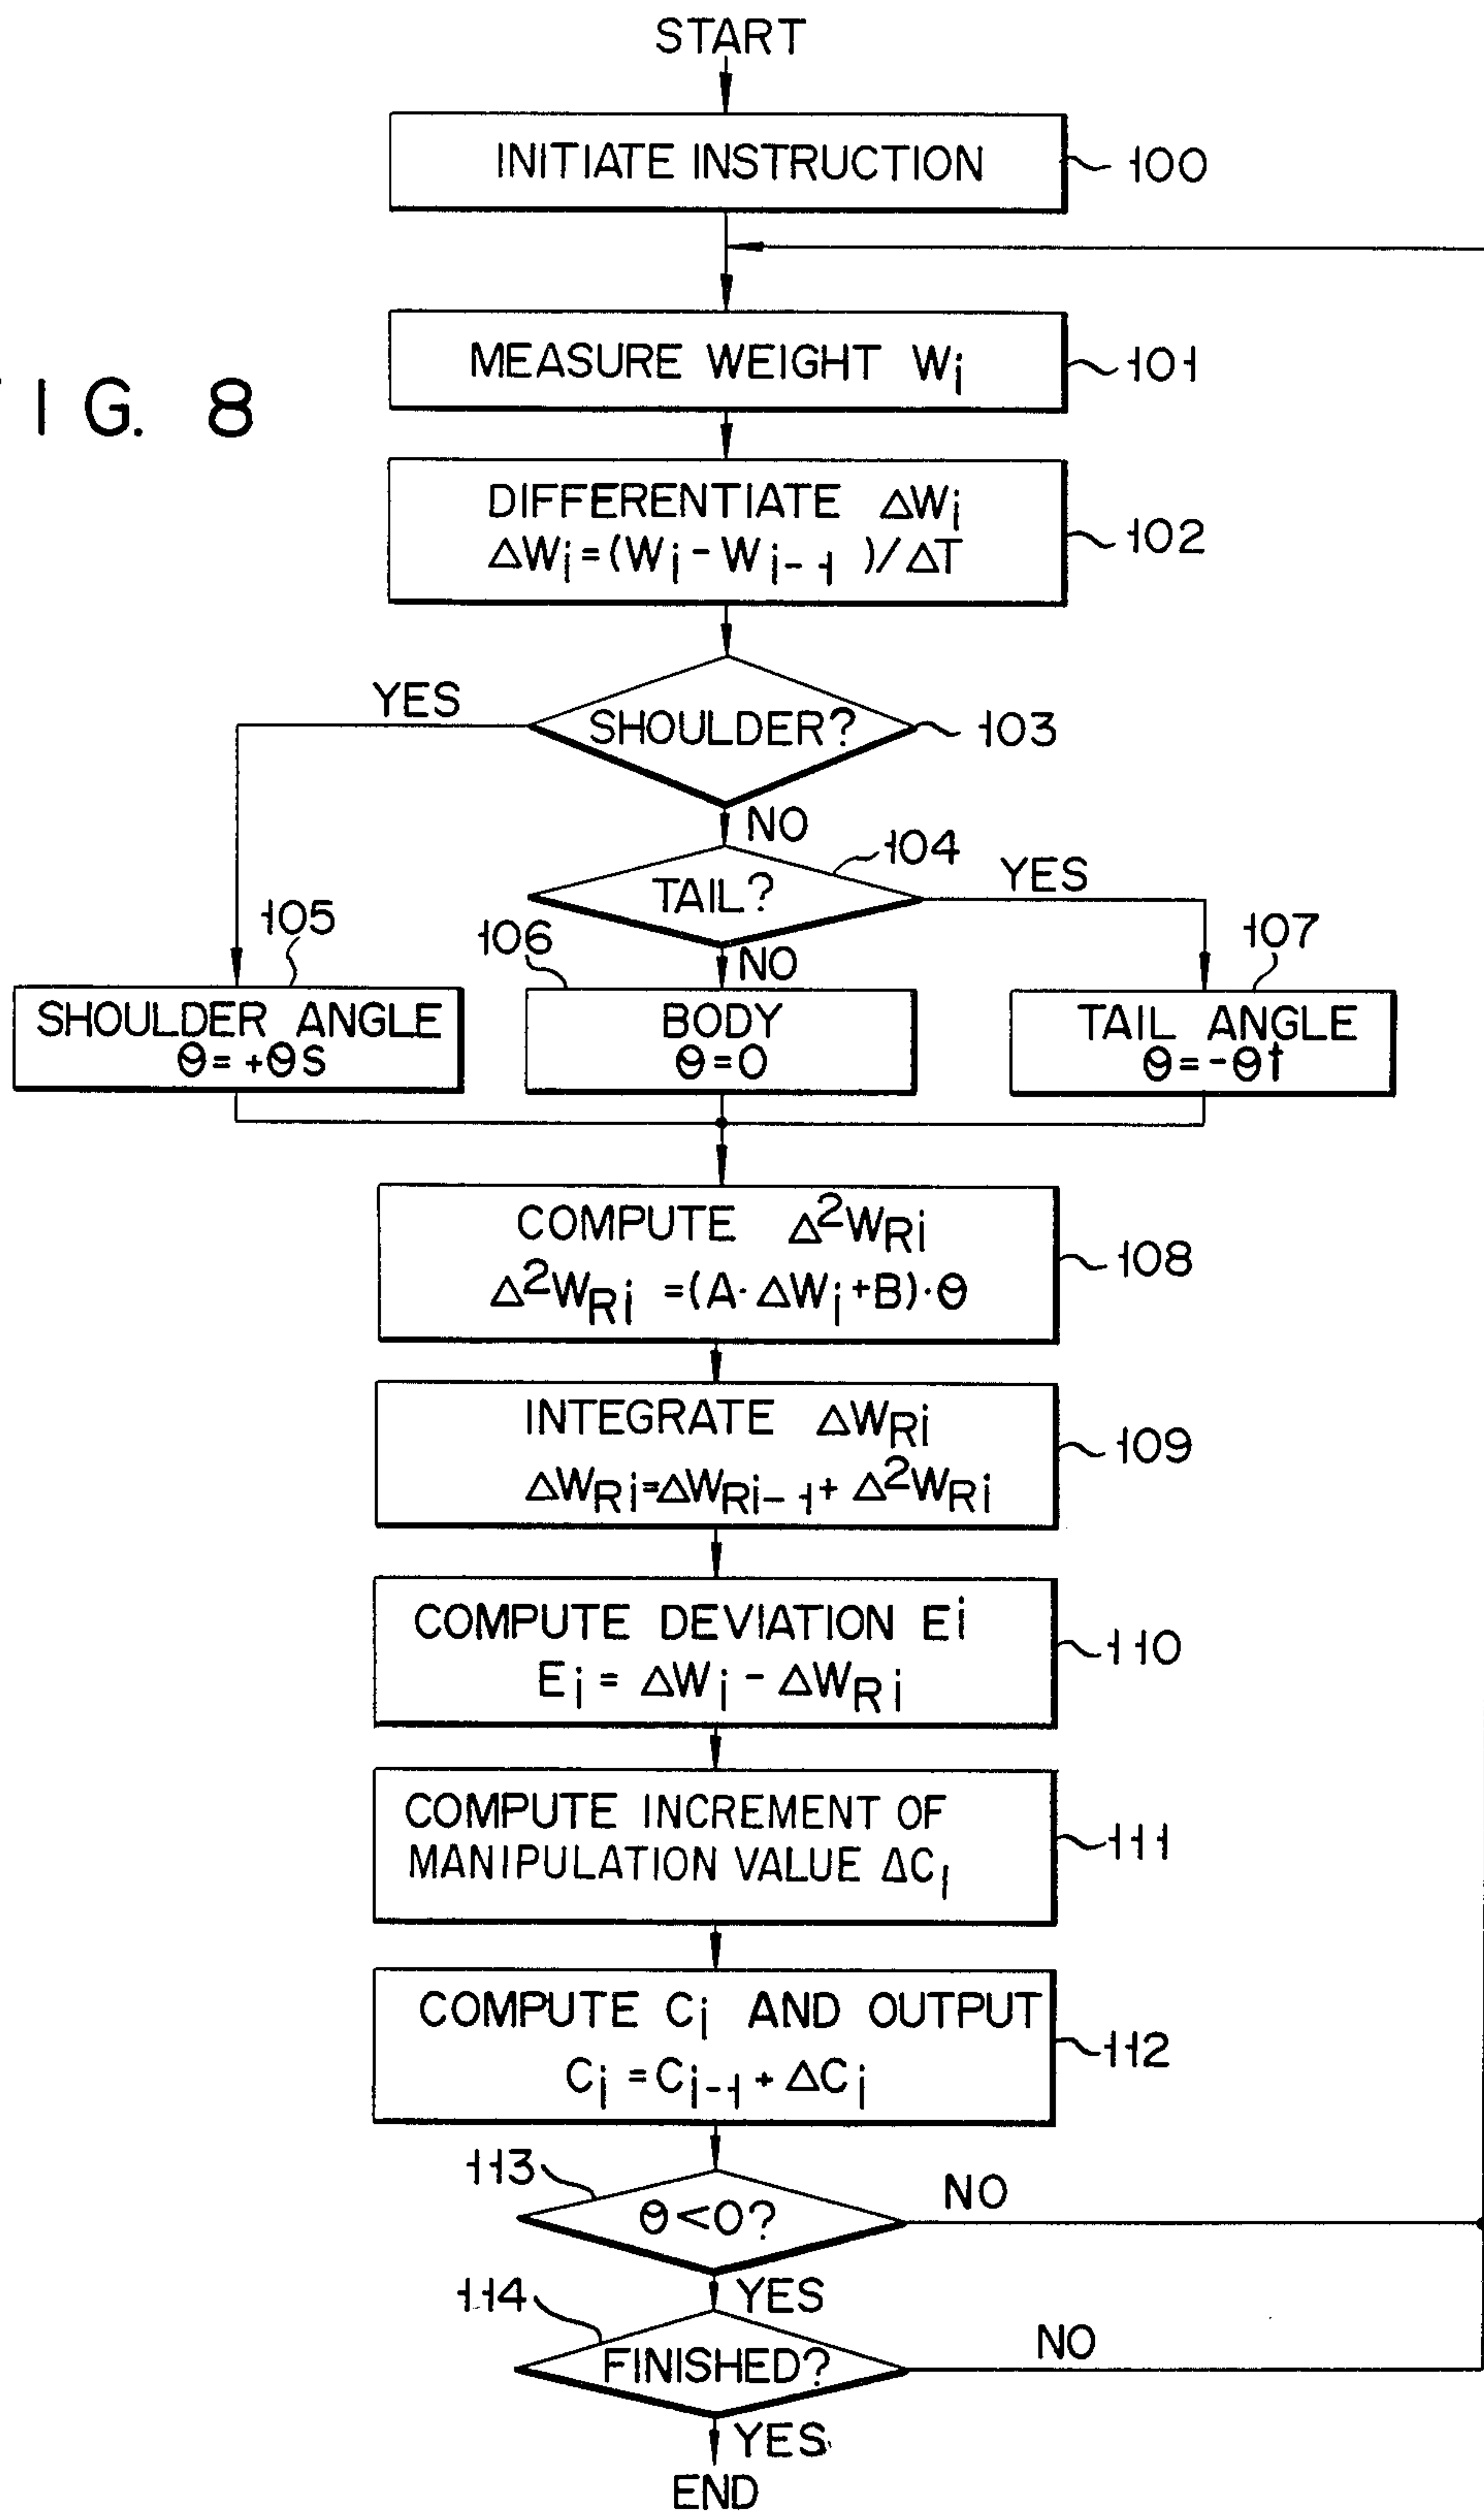 START
INITIATE INSTRUCTION
100
MEASURE WEIGHT Wi
101
IG. 8
DIFFERENTIATE ΔWi
ΔWi=(Wi-Wi-1)/ΔT
102
YES
SHOULDER?
103
NO
104
TAIL?
YES
105
106
NO
107
SHOULDER ANGLE
θ=+θs
BODY
θ=0
TAIL ANGLE
θ=-θt
COMPUTE Δ²WRi
Δ²WRi =(A·ΔWi+B)·θ
108
INTEGRATE ΔWRi
ΔWRi=ΔWRi-1+ Δ²WRi
109
COMPUTE DEVIATION Ei
Ei = ΔWi - ΔWRi
110
COMPUTE INCREMENT OF
MANIPULATION VALUE ΔCi
111
COMPUTE Ci AND OUTPUT
Ci =Ci-1+ ΔCi
112
113
θ<0?
NO
114
YES
FINISHED?
NO
YES
END